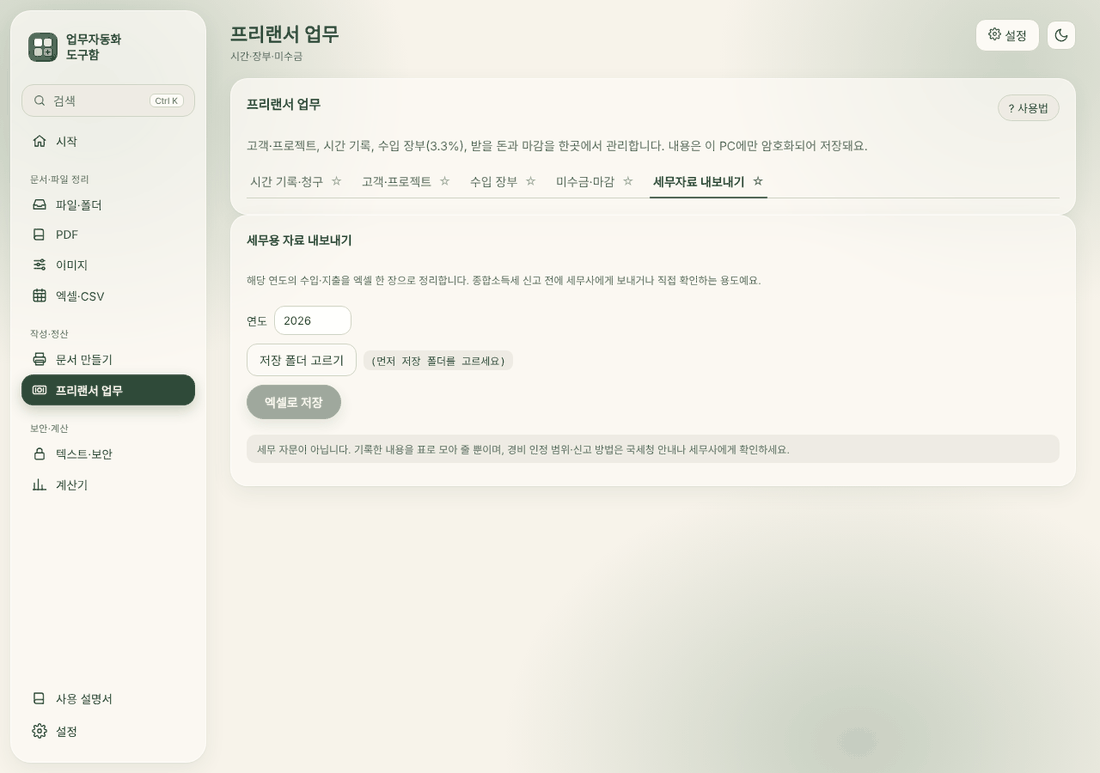 업무자동화
도구함
검색
Ctrl K
시작
문서·파일 정리
파일·폴더
PDF
이미지
엑셀·CSV
작성·정산
문서 만들기
프리랜서 업무
보안·계산
텍스트·보안
계산기
사용 설명서
설정
프리랜서 업무
시간·장부·미수금
설정
프리랜서 업무
? 사용법
고객·프로젝트, 시간 기록, 수입 장부(3.3%), 받을 돈과 마감을 한곳에서 관리합니다. 내용은 이 PC에만 암호화되어 저장돼요.
시간 기록·청구 ☆ 고객·프로젝트 ☆ 수입 장부 ☆ 미수금·마감 ☆ 세무자료 내보내기 ☆
세무용 자료 내보내기
해당 연도의 수입·지출을 엑셀 한 장으로 정리합니다. 종합소득세 신고 전에 세무사에게 보내거나 직접 확인하는 용도예요.
연도 2026
저장 폴더 고르기 (먼저 저장 폴더를 고르세요)
엑셀로 저장
세무 자문이 아닙니다. 기록한 내용을 표로 모아 줄 뿐이며, 경비 인정 범위·신고 방법은 국세청 안내나 세무사에게 확인하세요.